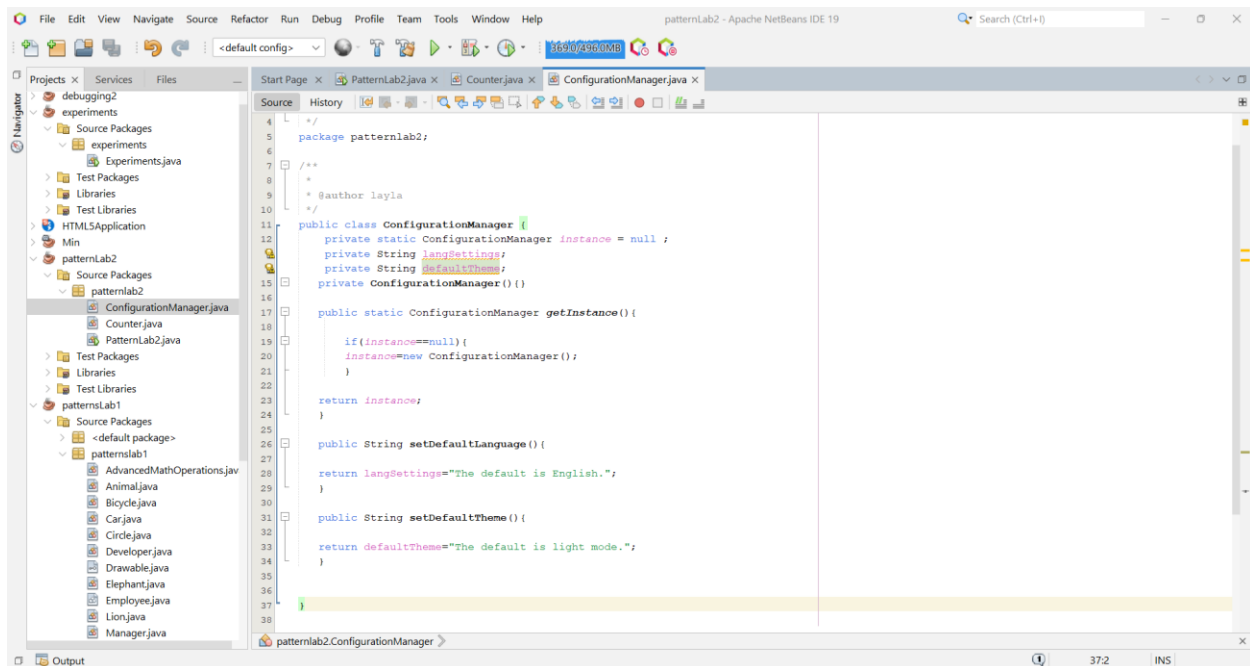 File Edit View Navigate Source Refactor Run Debug Profile Team Tools Window Help
patternLab2 - Apache NetBeans IDE 19
Search (Ctrl+I)
<default config>
369.0/496.0MB
Projects Services Files
Start Page PatternLab2.java Counter.java ConfigurationManager.java
Navigator
Source History
debugging2
experiments
Source Packages
experiments
Experiments.java
Test Packages
Libraries
Test Libraries
HTML5Application
Min
patternLab2
Source Packages
patternlab2
ConfigurationManager.java
Counter.java
PatternLab2.java
Test Packages
Libraries
Test Libraries
patternsLab1
Source Packages
<default package>
patternslab1
AdvancedMathOperations.jav
Animal.java
Bicycle.java
Car.java
Circle.java
Developer.java
Drawable.java
Elephant.java
Employee.java
Lion.java
Manager.java
4 */
5 package patternlab2;
6
7 /**
8 *
9 * @author layla
10 */
11 public class ConfigurationManager {
12 private static ConfigurationManager instance = null ;
private String langSettings;
private String defaultTheme;
15 private ConfigurationManager(){}
16
17 public static ConfigurationManager getInstance(){
18
19 if(instance==null){
20 instance=new ConfigurationManager();
21 }
22
23 return instance;
24 }
25
26 public String setDefaultLanguage(){
27
28 return langSettings="The default is English.";
29 }
30
31 public String setDefaultTheme(){
32
33 return defaultTheme="The default is light mode.";
34 }
35
36
37 }
38
patternlab2.ConfigurationManager
Output
1
37:2
INS